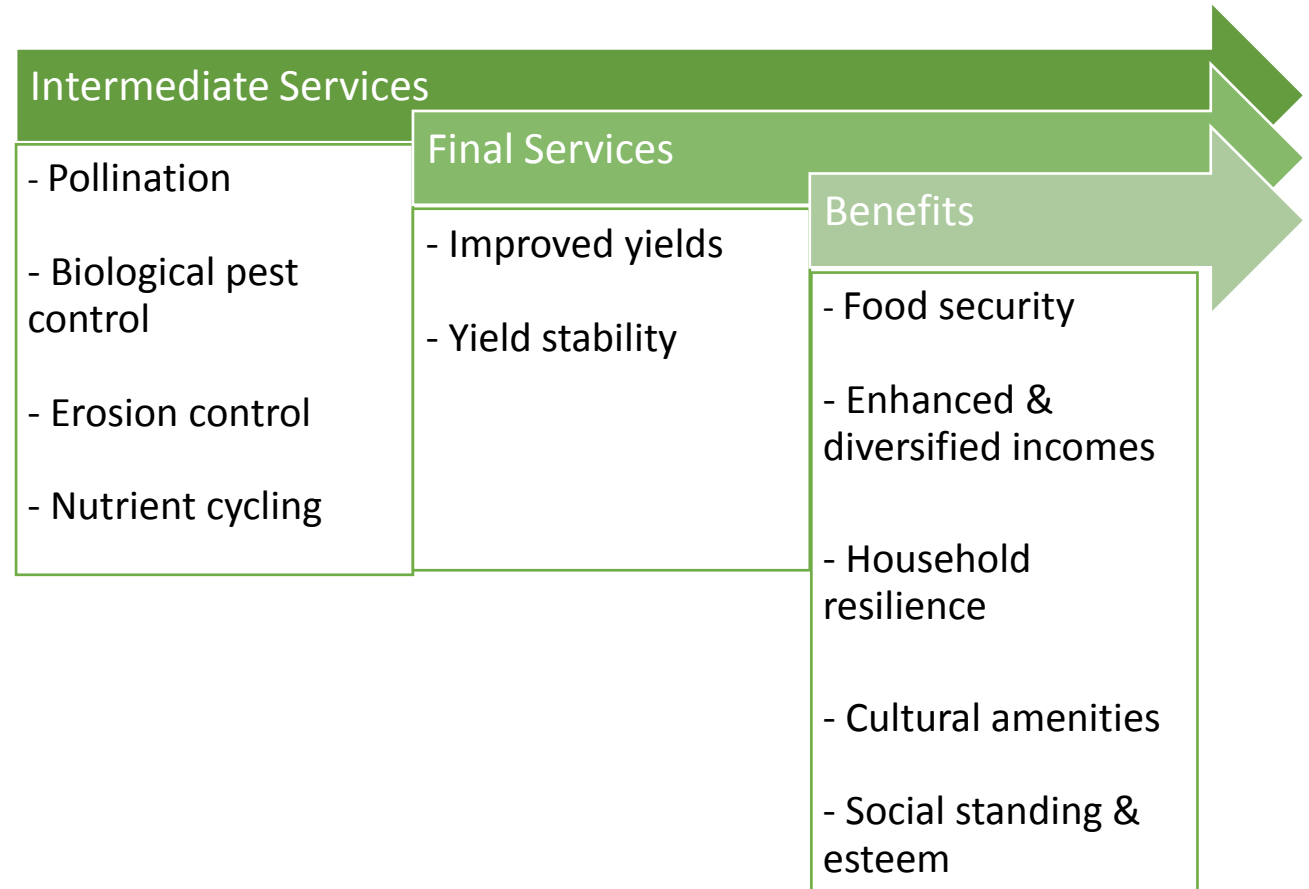 Intermediate Services
- Pollination
- Biological pest
control
- Erosion control
- Nutrient cycling
Final Services
- Improved yields
- Yield stability
Benefits
- Food security
- Enhanced &
diversified incomes
- Household
resilience
- Cultural amenities
- Social standing &
esteem